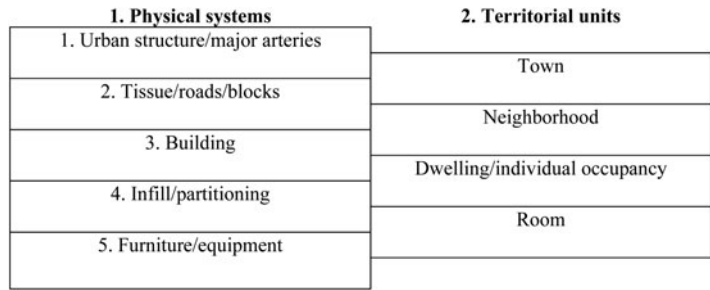 1. Physical systems
2. Territorial units
1. Urban structure/major arteries
Town
2. Tissue/roads/blocks
Neighborhood
3. Building
Dwelling/individual occupancy
4. Infill/partitioning
Room
5. Furniture/equipment